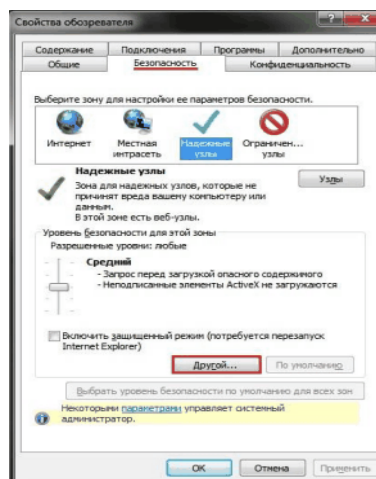 Свойства обозревателя
Содержание Подключения Программы Дополнительно
Общие Безопасность Конфиденциальность
Выберите зону для настройки ее параметров безопасности.
Интернет Местная интрасеть Надежные узлы Ограничен... узлы
Надежные узлы
Узлы
Зона для надежных узлов, которые не
причинят вреда вашему компьютеру или
данным.
В этой зоне есть веб-узлы.
Уровень безопасности для этой зоны
Разрешенные уровни: любые
Средний
- Запрос перед загрузкой опасного содержимого
- Неподписанные элементы ActiveX не загружаются
Включить защищенный режим (потребуется перезапуск
Internet Explorer)
Другой... По умолчанию
Выбрать уровень безопасности по умолчанию для всех зон
Некоторыми параметрами управляет системный
администратор.
ОК Отмена Применить